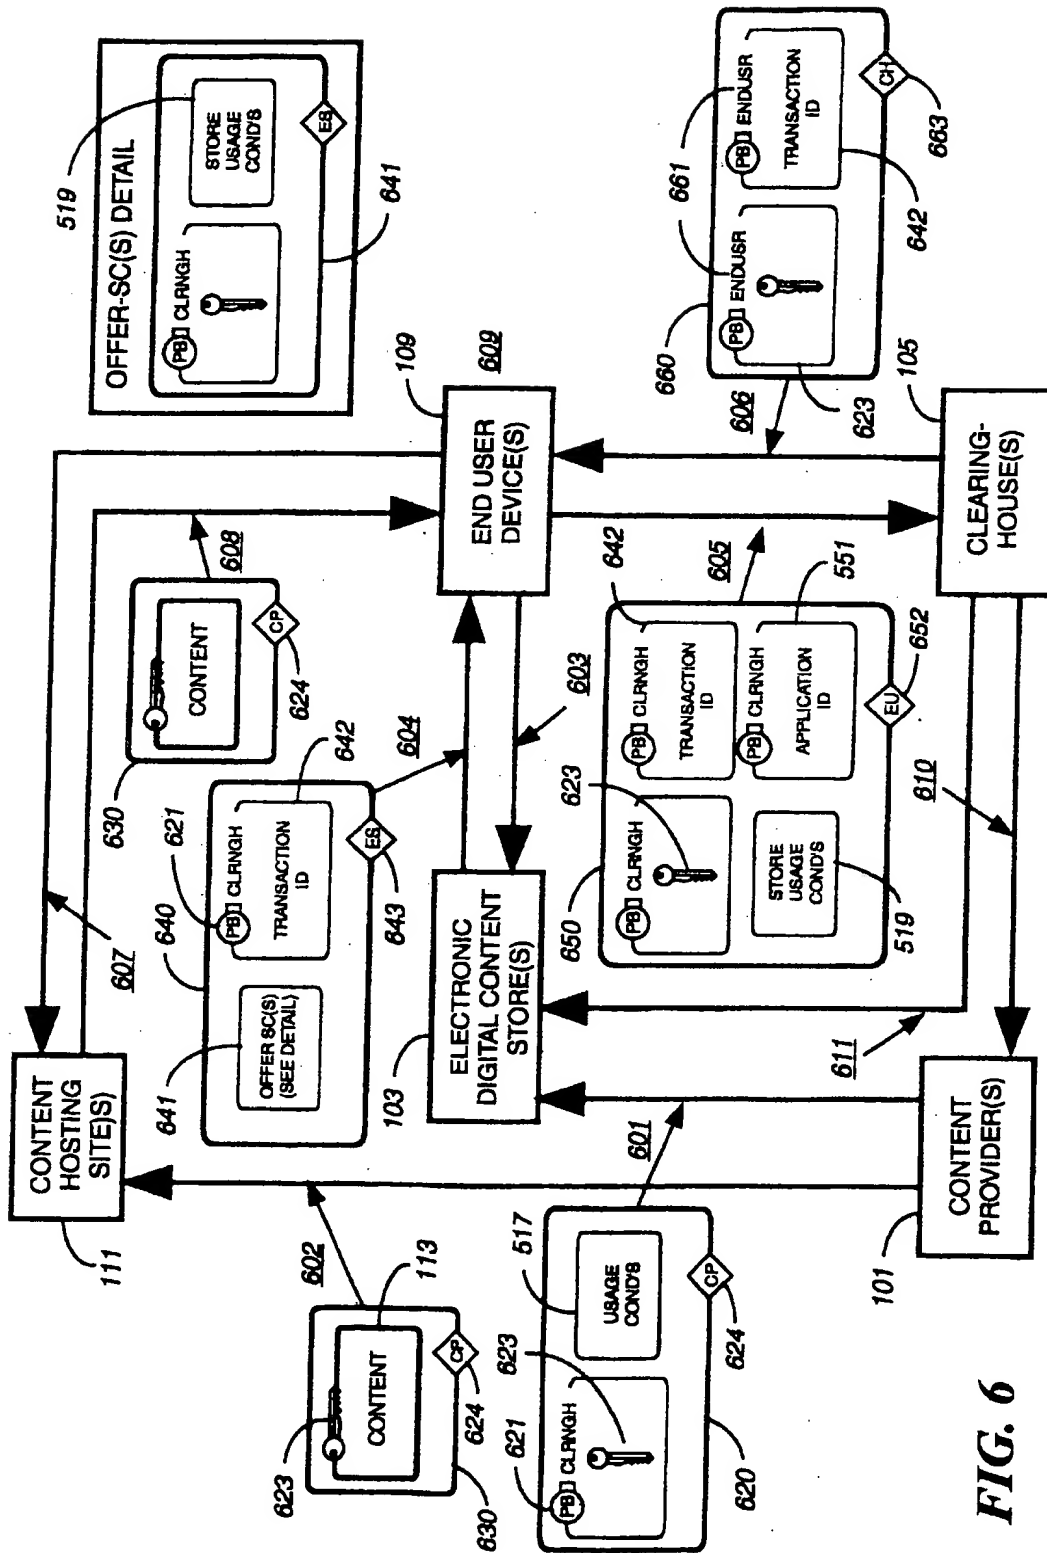 OFFER-SC(S) DETAIL
519
PB CLRNGH
STORE
USAGE
COND'S
ES
641
PB ENDUSR
661
PB ENDUSR
TRANSACTION
ID
660
CH
663
642
623
CONTENT
HOSTING
SITE)S)
111
607
608
CONTENT
CP
624
630
602
623
113
CONTENT
CP
624
630
109
609
END USER
DEVICE(S)
606
605
105
CLEARING-
HOUSE(S)
641
OFFER SC(S)
(SEE DETAIL)
640
621
PB CLRNGH
TRANSACTION
ID
642
ES
643
604
603
103
ELECTRONIC
DIGITAL CONTENT
STORE(S)
650
PB CLRNGH
623
642
PB CLRNGH
TRANSACTION
ID
STORE
USAGE
COND'S
519
PB CLRNGH
APPLICATION
ID
551
EU
652
610
611
601
621
PB CLRNGH
623
517
USAGE
COND'S
CP
624
620
101
CONTENT
PROVIDER(S)
FIG. 6